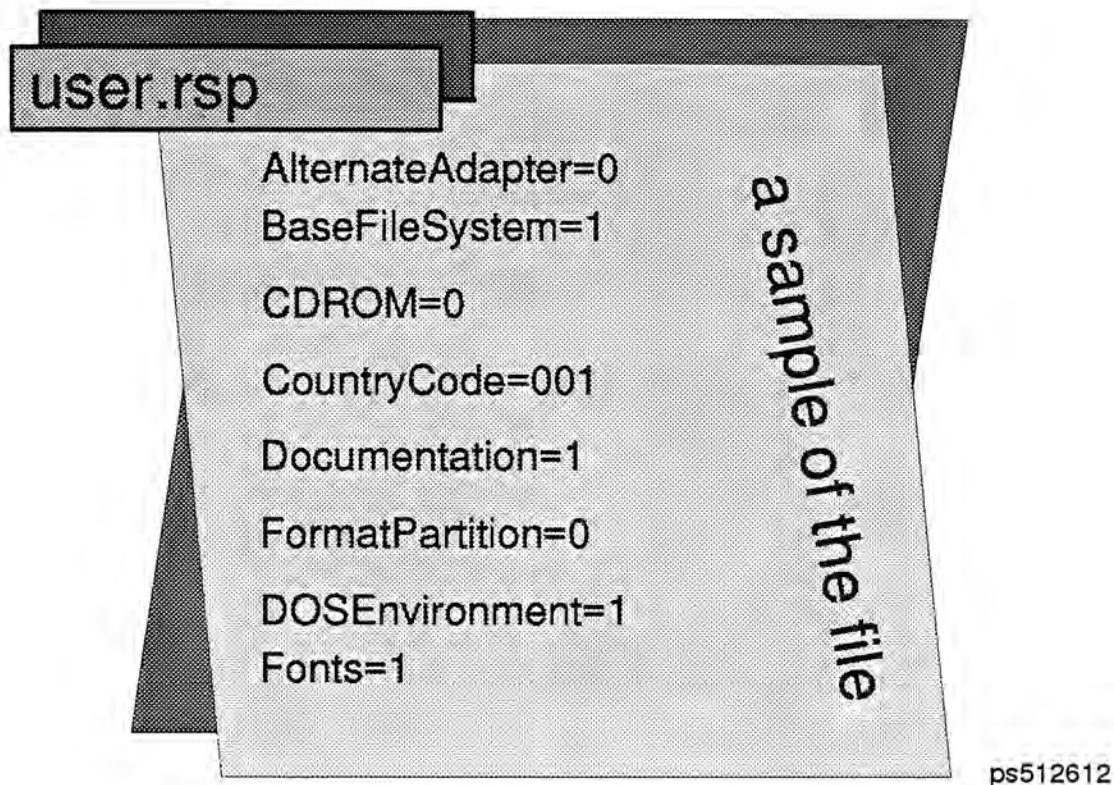 user.rsp
AlternateAdapter=0
BaseFileSystem=1
CDROM=0
CountryCode=001
Documentation=1
FormatPartition=0
DOSEnvironment=1
Fonts=1
a sample of the file
ps512612